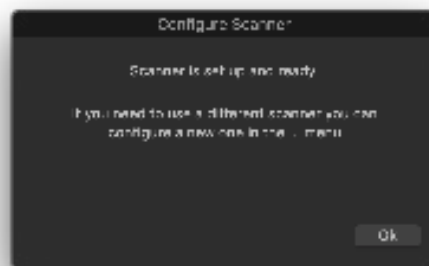 Configure Scanner
Scanner is set up and ready
If you need to use a different scanner you can
configure a new one in the ... menu
Ok